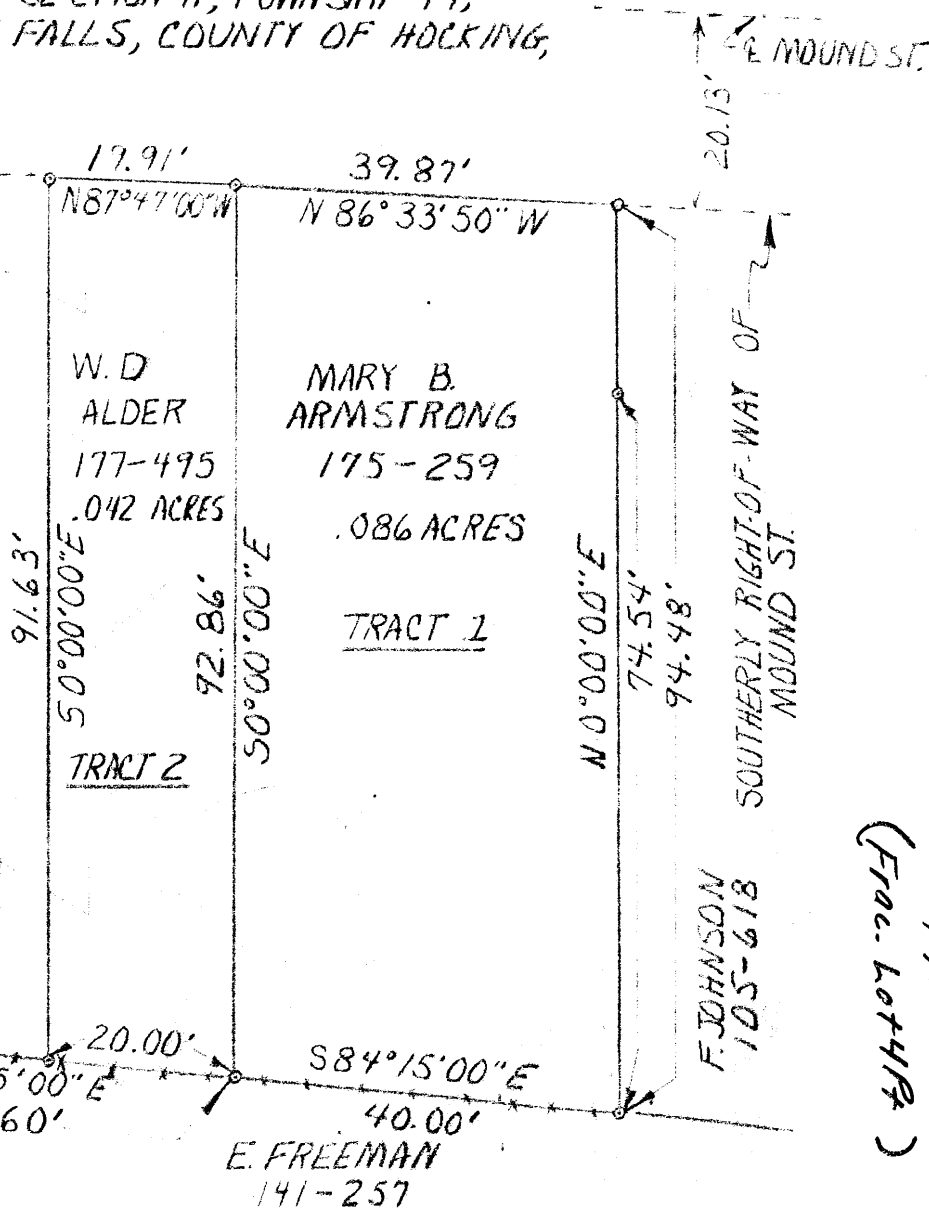 FALLS, COUNTY OF HOCKING,
℄ MOUND ST.
20.13'
17.91'
N87°47'00"W
39.87'
N 86°33'50" W
W. D
ALDER
177-495
.042 ACRES
MARY B.
ARMSTRONG
175-259
.086 ACRES
TRACT 1
TRACT 2
91.63'
S0°00'00"E
92.86'
S0°00'00"E
N 0°00'00"E
74.54'
94.48'
SOUTHERLY RIGHT-OF-WAY OF
MOUND ST.
F. JOHNSON
105-618
(Frac. Lot 4
20.00'
S84°15'00"E
40.00'
5'00"E
60'
E. FREEMAN
141-257